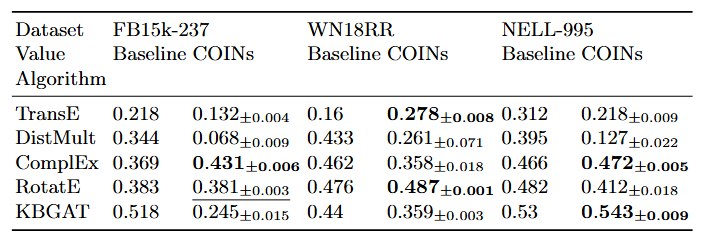 Dataset FB15k-237 WN18RR NELL-995
Value Baseline COINs Baseline COINs Baseline COINs
Algorithm
TransE 0.218 0.132±0.004 0.16 0.278±0.008 0.312 0.218±0.009
DistMult 0.344 0.068±0.009 0.433 0.261±0.071 0.395 0.127±0.022
ComplEx 0.369 0.431±0.006 0.462 0.358±0.018 0.466 0.472±0.005
RotatE 0.383 0.381±0.003 0.476 0.487±0.001 0.482 0.412±0.018
KBGAT 0.518 0.245±0.015 0.44 0.359±0.003 0.53 0.543±0.009